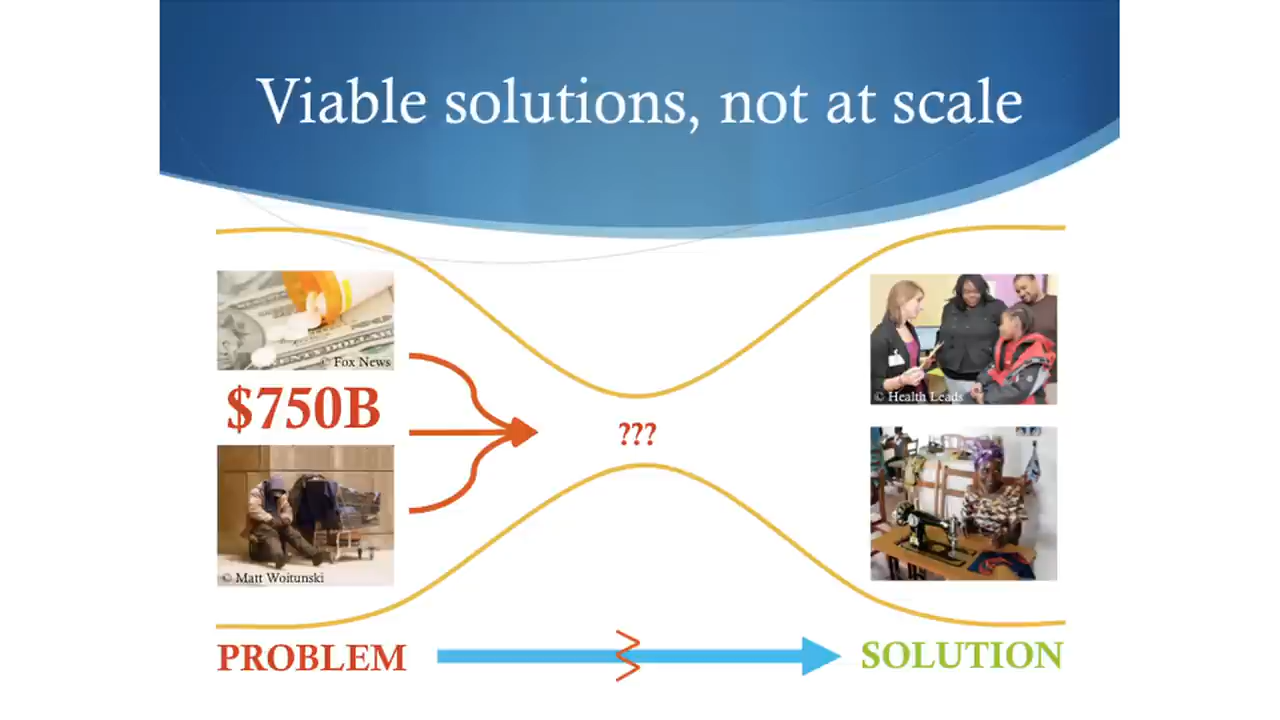 Viable solutions, not at scale
© Fox News
$750B
© Matt Woitunski
???
© Health Leads
PROBLEM
SOLUTION